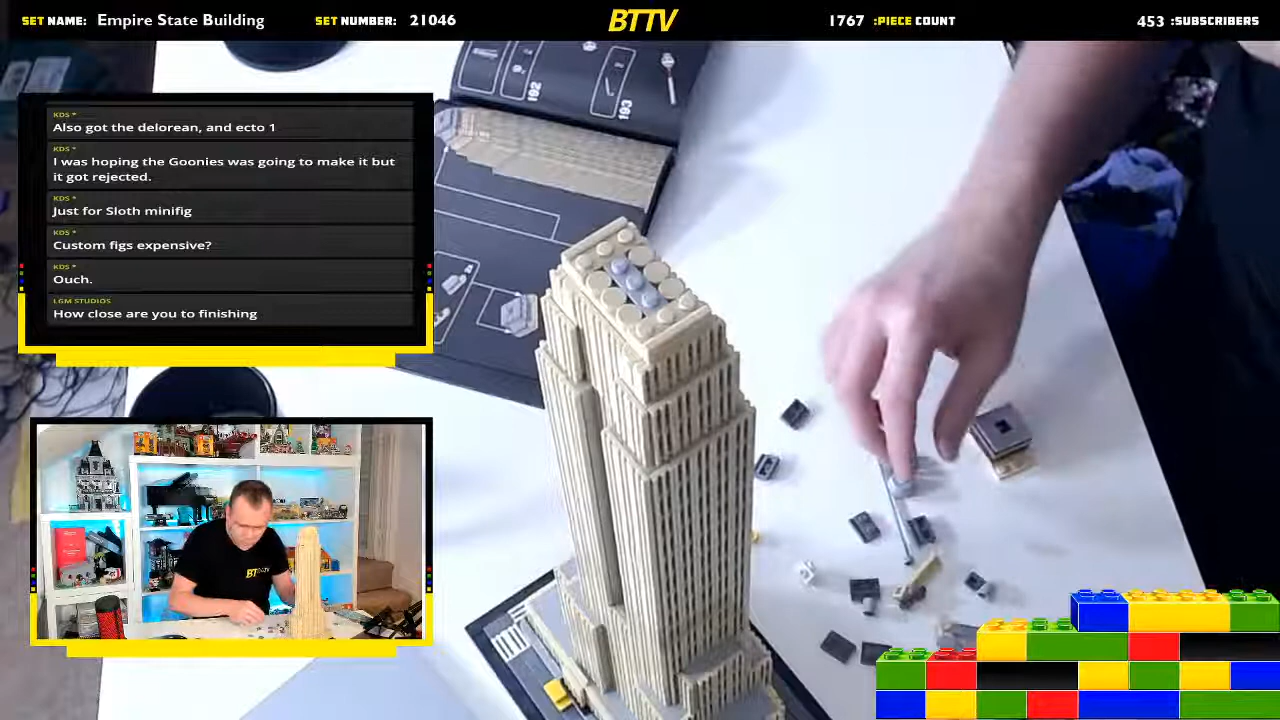 SET NAME: Empire State Building SET NUMBER: 21046 BTTV 1767 :PIECE COUNT 453 :SUBSCRIBERS
KDS
Also got the delorean, and ecto 1
KDS
I was hoping the Goonies was going to make it but
it got rejected.
KDS
Just for Sloth minifig
KDS
Custom figs expensive?
KDS
Ouch.
LGM STUDIOS
How close are you to finishing
192
193